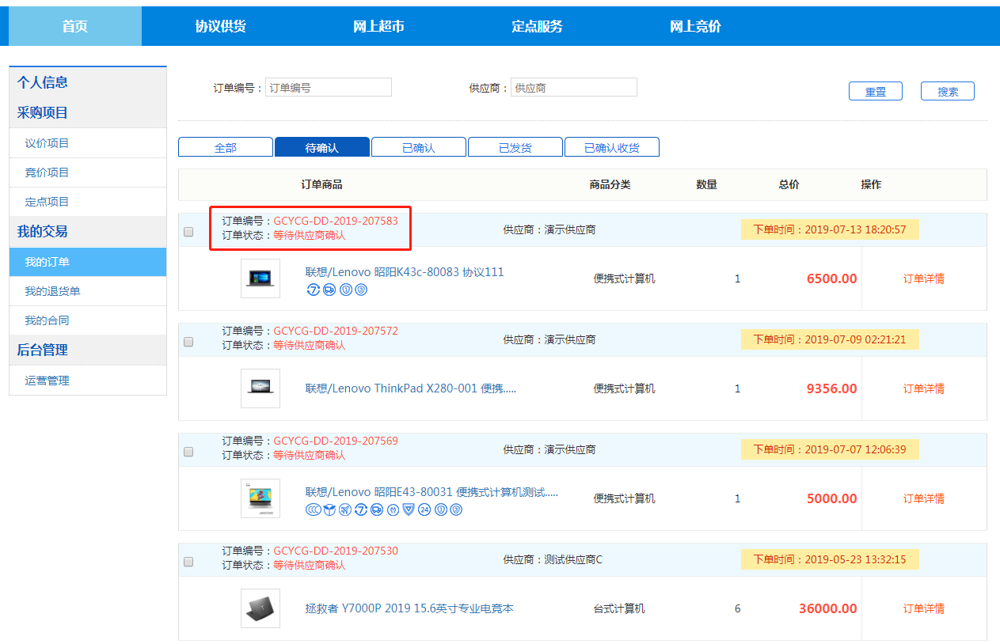 首页 协议供货 网上超市 定点服务 网上竞价
个人信息
采购项目
议价项目
竞价项目
定点项目
我的交易
我的订单
我的退货单
我的合同
后台管理
运营管理
订单编号： 订单编号 供应商： 供应商 重置 搜索
全部 待确认 已确认 已发货 已确认收货
订单商品 商品分类 数量 总价 操作
订单编号：GCYCG-DD-2019-207583
订单状态：等待供应商确认
供应商：演示供应商
下单时间：2019-07-13 18:20:57
联想/Lenovo 昭阳K43c-80083 协议111
便携式计算机 1 6500.00 订单详情
订单编号：GCYCG-DD-2019-207572
订单状态：等待供应商确认
供应商：演示供应商
下单时间：2019-07-09 02:21:21
联想/Lenovo ThinkPad X280-001 便携.....
便携式计算机 1 9356.00 订单详情
订单编号：GCYCG-DD-2019-207569
订单状态：等待供应商确认
供应商：演示供应商
下单时间：2019-07-07 12:06:39
联想/Lenovo 昭阳E43-80031 便携式计算机测试.....
便携式计算机 1 5000.00 订单详情
订单编号：GCYCG-DD-2019-207530
订单状态：等待供应商确认
供应商：测试供应商C
下单时间：2019-05-23 13:32:15
拯救者 Y7000P 2019 15.6英寸专业电竞本
台式计算机 6 36000.00 订单详情